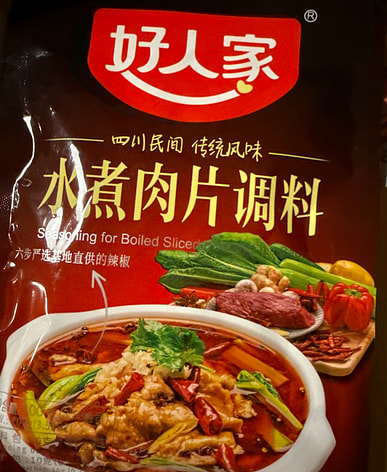 好人家
®
四川民间 传统风味
水煮肉片调料
Seasoning for Boiled Sliced
六步严选基地直供的辣椒